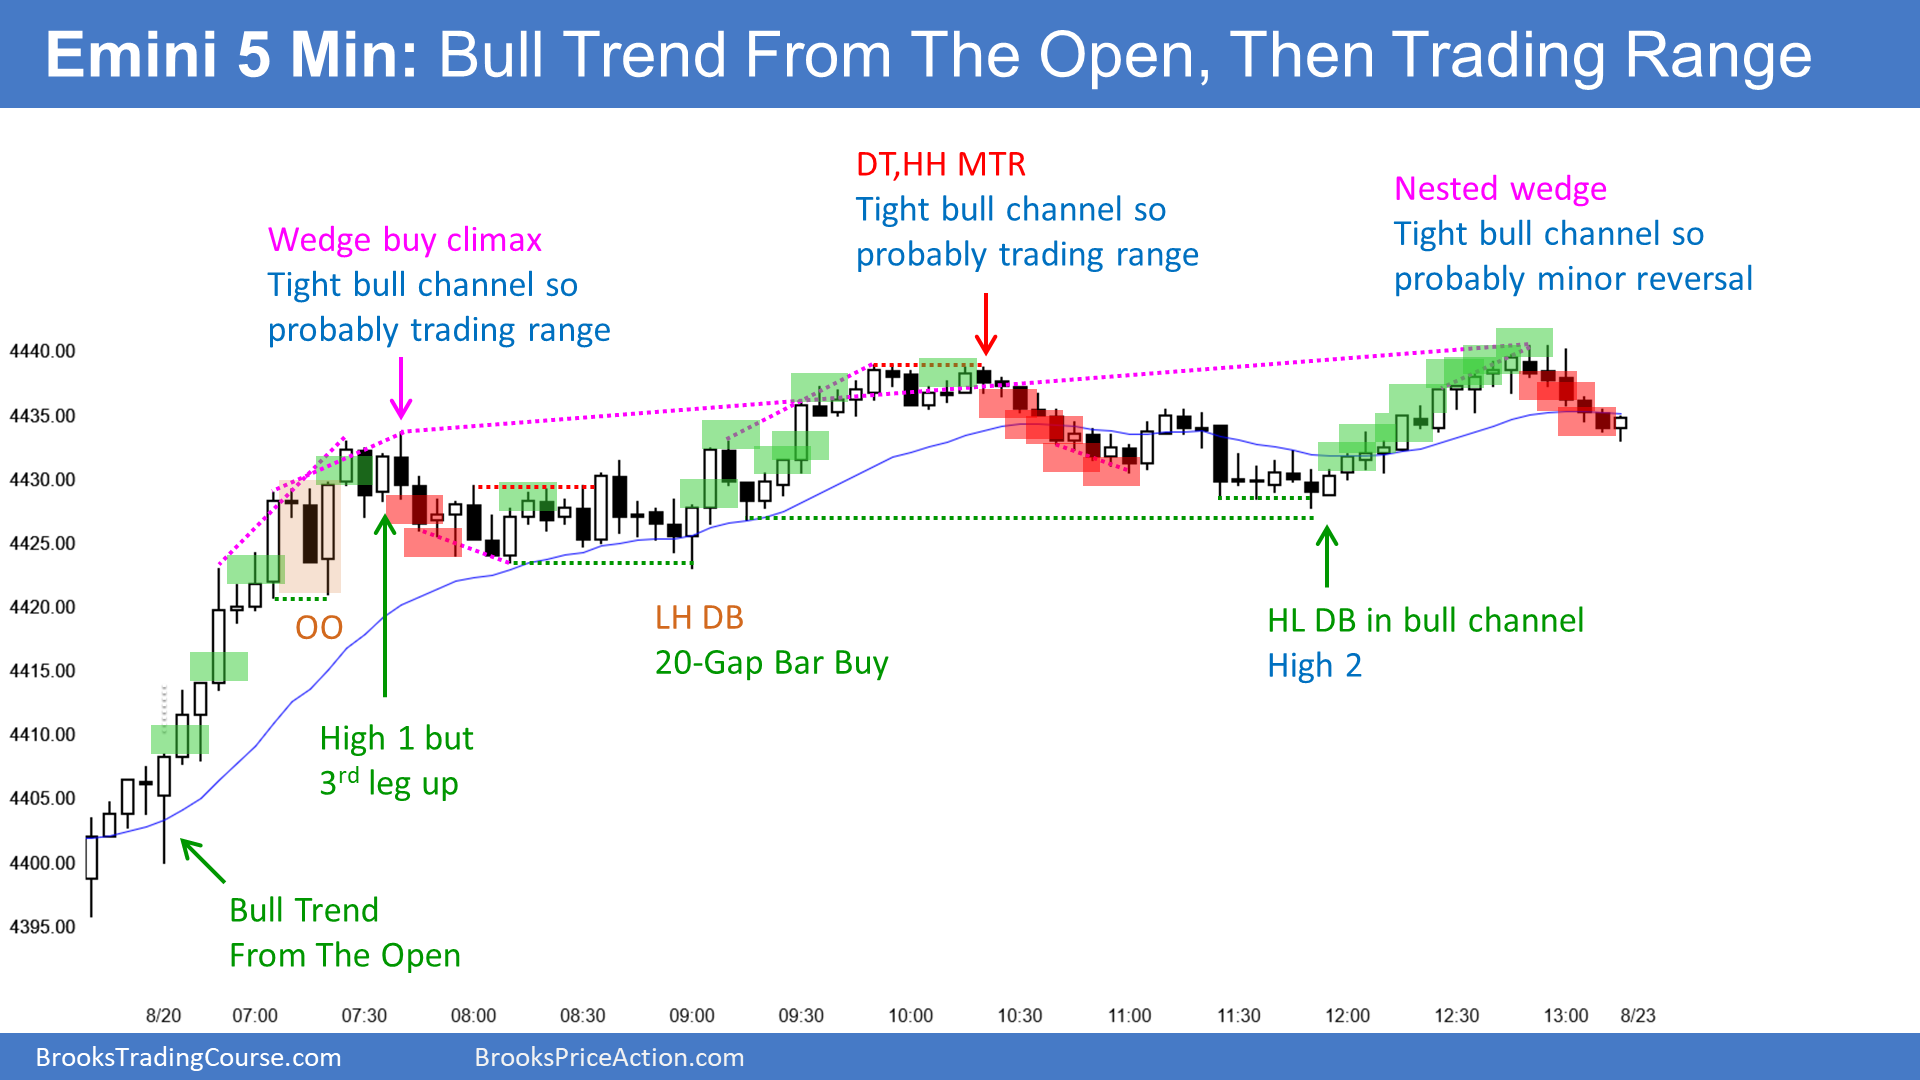 Emini 5 Min: Bull Trend From The Open, Then Trading Range
DT,HH MTR
Tight bull channel so
probably trading range
Nested wedge
Tight bull channel so
probably minor reversal
Wedge buy climax
Tight bull channel so
probably trading range
4440.00
4435.00
4430.00
4425.00
4420.00
4415.00
4410.00
4405.00
4400.00
4395.00
OO
LH DB
20-Gap Bar Buy
HL DB in bull channel
High 2
High 1 but
3rd leg up
Bull Trend
From The Open
8/20 07:00 07:30 08:00 08:30 09:00 09:30 10:00 10:30 11:00 11:30 12:00 12:30 13:00 8/23
BrooksTradingCourse.com BrooksPriceAction.com